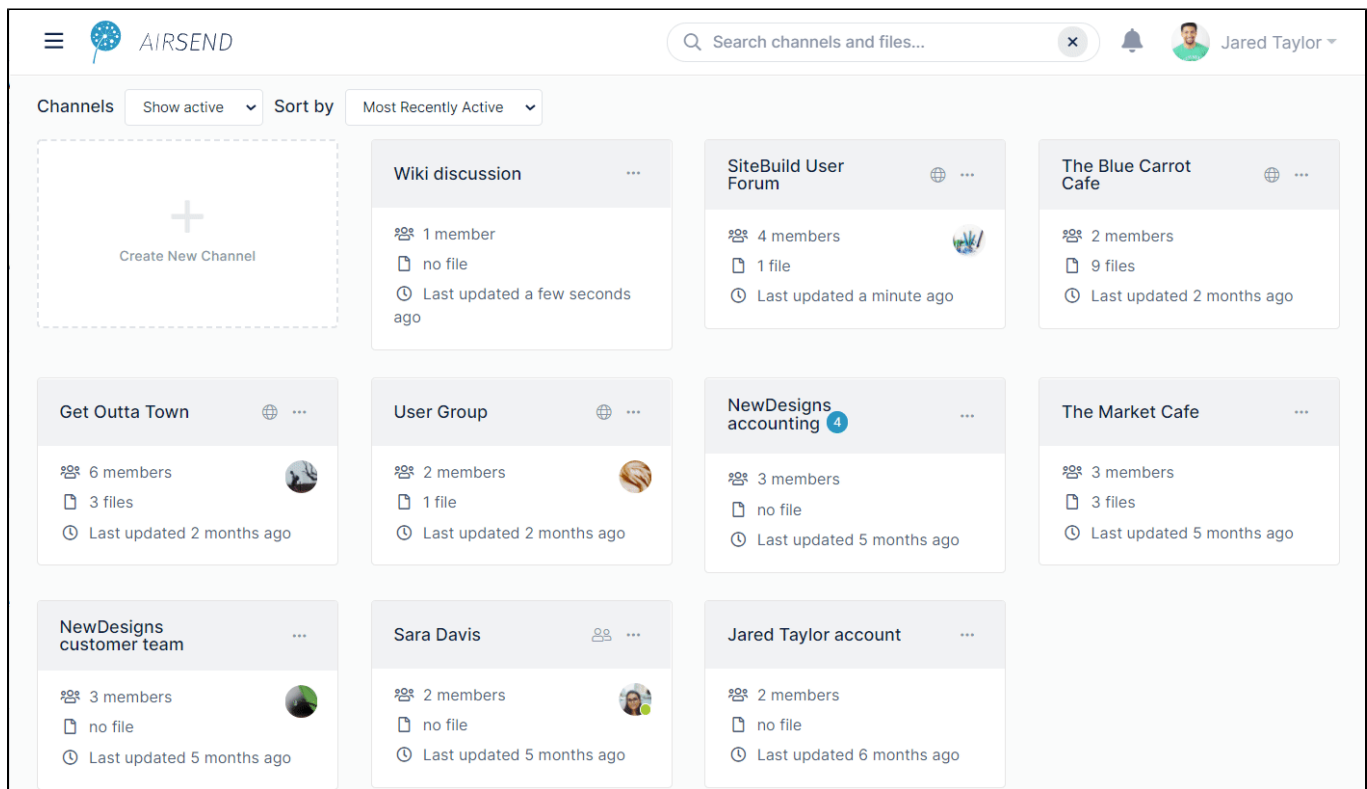 AIRSEND
Search channels and files...
Jared Taylor
Channels
Show active
Sort by
Most Recently Active
Create New Channel
Wiki discussion
1 member
no file
Last updated a few seconds
ago
SiteBuild User
Forum
4 members
1 file
Last updated a minute ago
The Blue Carrot
Cafe
2 members
9 files
Last updated 2 months ago
Get Outta Town
6 members
3 files
Last updated 2 months ago
User Group
2 members
1 file
Last updated 2 months ago
NewDesigns
accounting 4
3 members
no file
Last updated 5 months ago
The Market Cafe
3 members
3 files
Last updated 5 months ago
NewDesigns
customer team
3 members
no file
Last updated 5 months ago
Sara Davis
2 members
no file
Last updated 5 months ago
Jared Taylor account
2 members
no file
Last updated 6 months ago